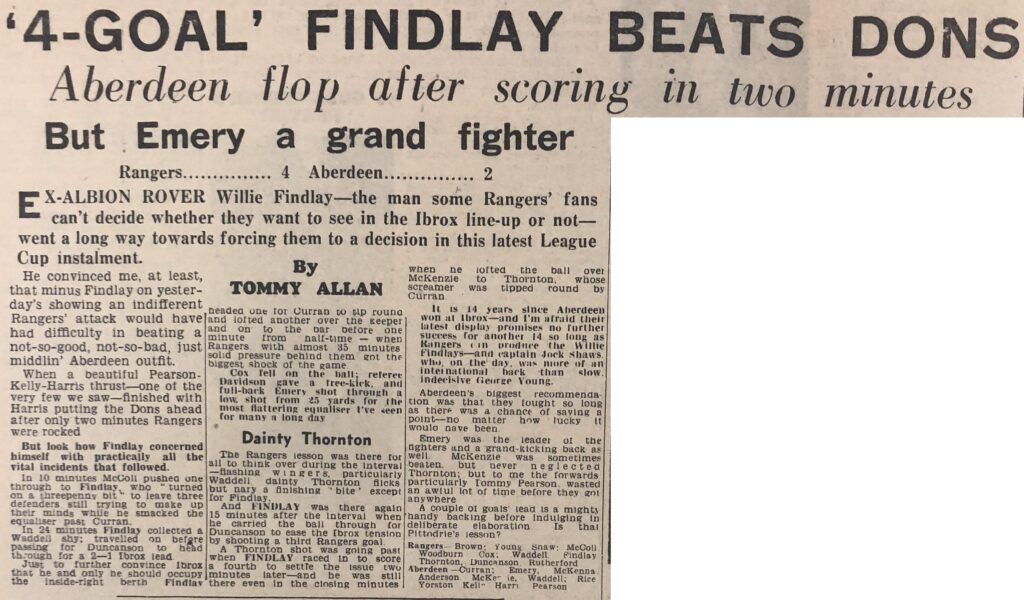 '4-GOAL' FINDLAY BEATS DONS
Aberdeen flop after scoring in two minutes
But Emery a grand fighter
Rangers.............. 4 Aberdeen............... 2
EX-ALBION ROVER Willie Findlay—the man some Rangers' fans
can't decide whether they want to see in the Ibrox line-up or not—
went a long way towards forcing them to a decision in this latest League
Cup instalment.
He convinced me, at least,
that minus Findlay on yester-
day's showing an indifferent
Rangers' attack would have
had difficulty in beating a
not-so-good, not-so-bad, just
middlin' Aberdeen outfit.
When a beautiful Pearson-
Kelly-Harris thrust—one of the
very few we saw—finished with
Harris putting the Dons ahead
after only two minutes Rangers
were rocked
But look how Findlay concerned
himself with practically all the
vital incidents that followed.
In 10 minutes McColl pushed one
through to Findlay, who "turned
on a threepenny bit" to leave three
defenders still trying to make up
their minds while he smacked the
equaliser past Curran.
In 24 minutes Findlay collected a
Waddell shy; travelled on before
passing for Duncanson to head
through for a 2—1 Ibrox lead.
Just to further convince Ibrox
that he and only he should occupy
the inside-right berth Findlay
By
TOMMY ALLAN
headed one for Curran to tip round
and lofted another over the keeper
and on to the bar before one
minute from half-time — when
Rangers with almost 35 minutes
solid pressure behind them got the
biggest shock of the game
Cox fell on the ball; referee
Davidson gave a free-kick, and
full-back Emery shot through a
low shot from 25 yards for the
most flattering equaliser I've seen
for many a long day
Dainty Thornton
The Rangers lesson was there for
all to think over during the interval
—flashing wingers, particularly
Waddell dainty Thornton flicks
but nary a finishing 'bite' except
for Findlay.
And FINDLAY was there again
15 minutes after the interval when
he carried the ball through for
Duncanson to ease the Ibrox tension
by shooting a third Rangers goal.
A Thornton shot was going past
when FINDLAY raced in to score
a fourth to settle the issue two
minutes later—and he was still
there even in the closing minutes
when he lofted the ball over
McKenzie to Thornton, whose
screamer was tipped round by
Curran
It is 14 years since Aberdeen
won at Ibrox—and I'm afraid their
latest display promises no further
success for another 14 so long as
Rangers can produce the Willie
Findlays—and captain Jock Shaws,
who, on the day, was more of an
international back than slow,
indecisive George Young.
Aberdeen's biggest recommenda-
tion was that they fought so long
as there was a chance of saving a
point—no matter how lucky it
would have been.
Emery was the leader of the
fighters and a grand-kicking back as
well. McKenzie was sometimes
beaten, but never neglected
Thornton; but to me the forwards
particularly Tommy Pearson, wasted
an awful lot of time before they got
anywhere
A couple of goals' lead is a mighty
handy backing before indulging in
deliberate elaboration Is that
Pittodrie's lesson?
Rangers—Brown; Young Shaw; McColl
Woodburn Cox; Waddell Findlay
Thornton, Duncanson, Rutherford
Aberdeen—Curran; Emery, McKenna
Anderson McKe ie, Waddell; Rice
Yorston Kell Harri Pearson